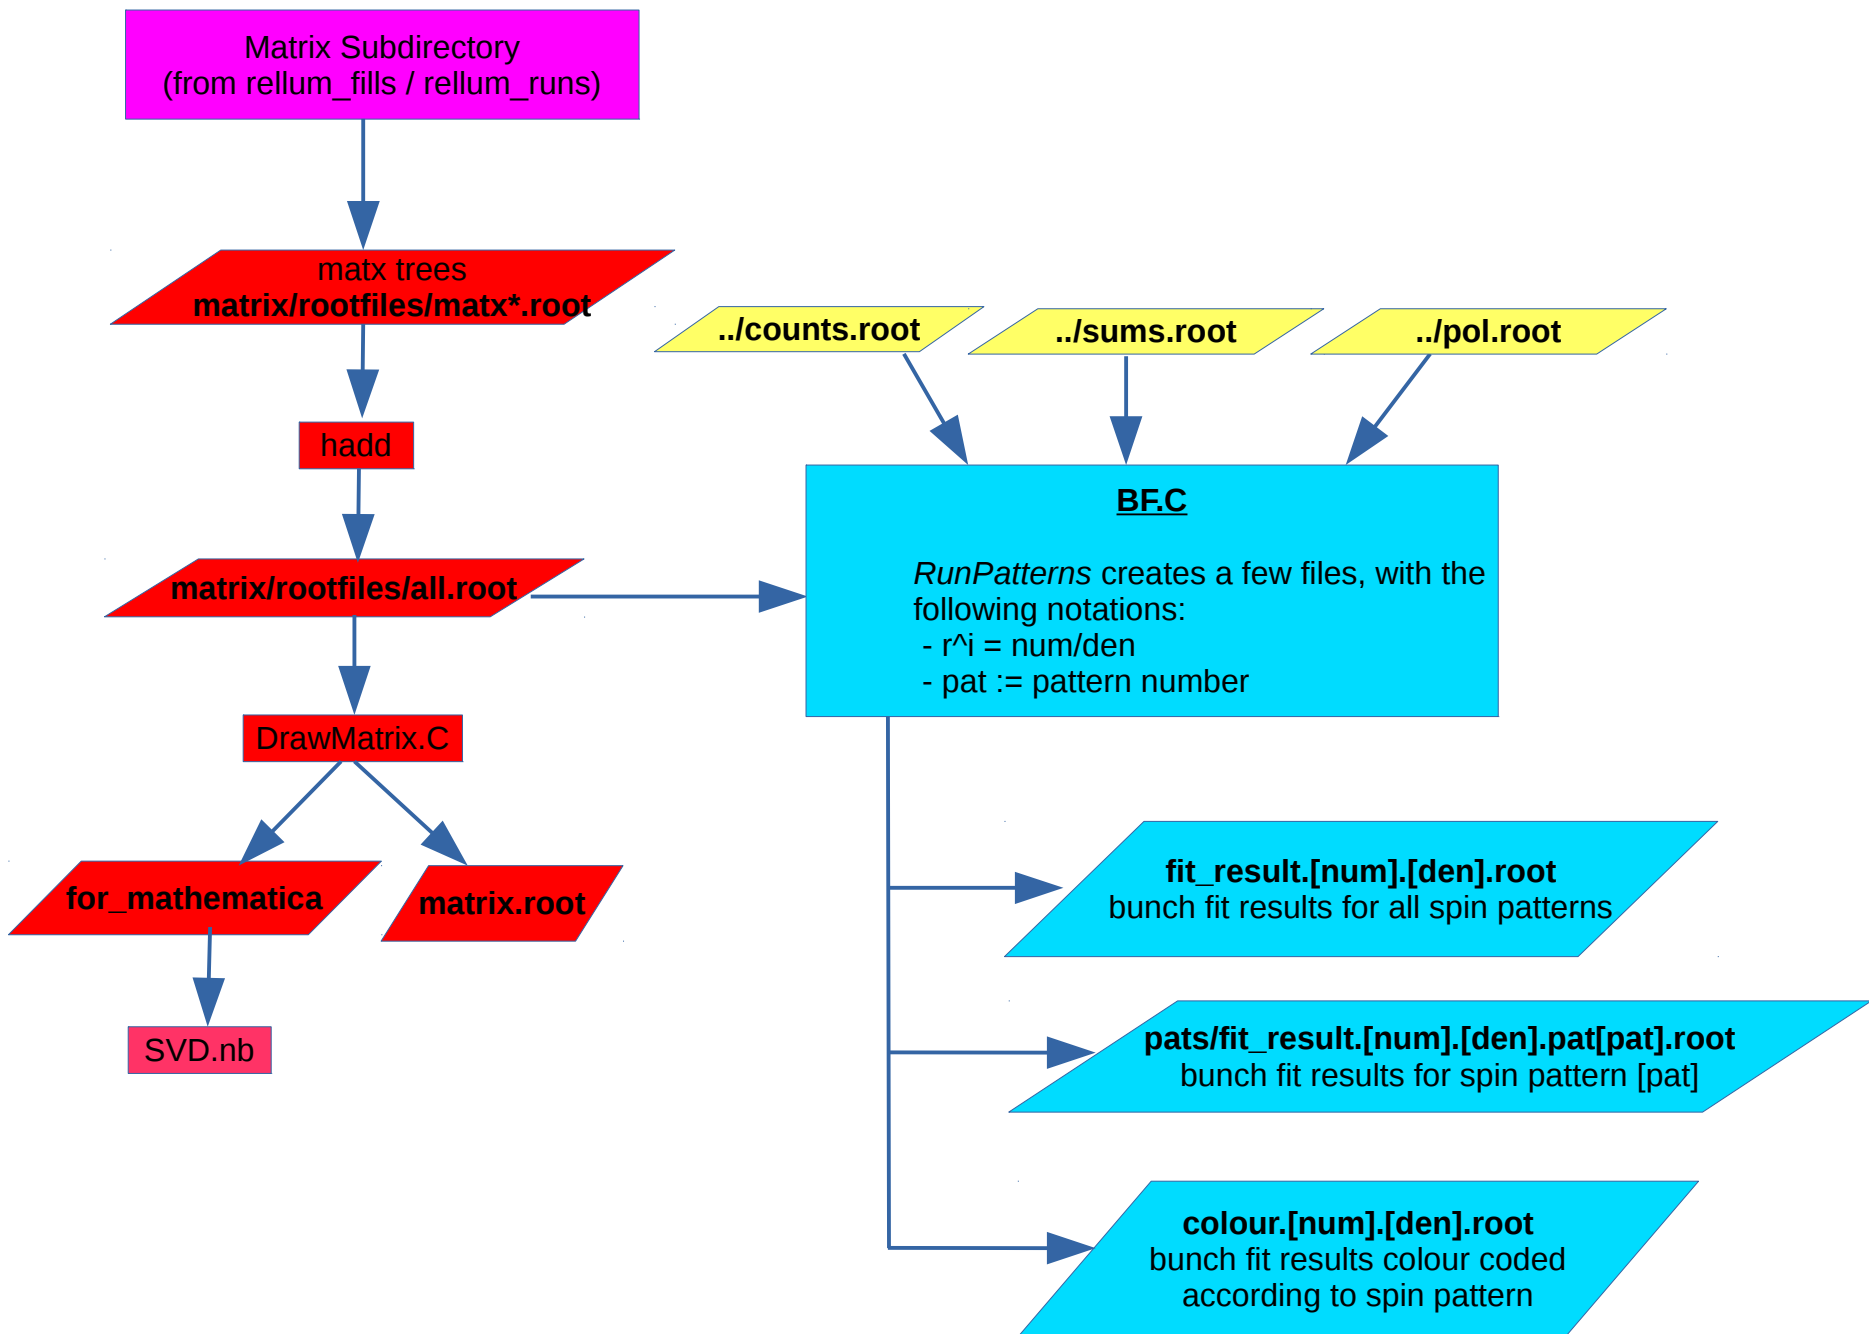 Matrix Subdirectory
(from rellum_fills / rellum_runs)
matx trees
matrix/rootfiles/matx*.root
../counts.root
../sums.root
../pol.root
hadd
BF.C
RunPatterns creates a few files, with the
following notations:
- r^i = num/den
- pat := pattern number
matrix/rootfiles/all.root
DrawMatrix.C
for_mathematica
matrix.root
SVD.nb
fit_result.[num].[den].root
bunch fit results for all spin patterns
pats/fit_result.[num].[den].pat[pat].root
bunch fit results for spin pattern [pat]
colour.[num].[den].root
bunch fit results colour coded
according to spin pattern